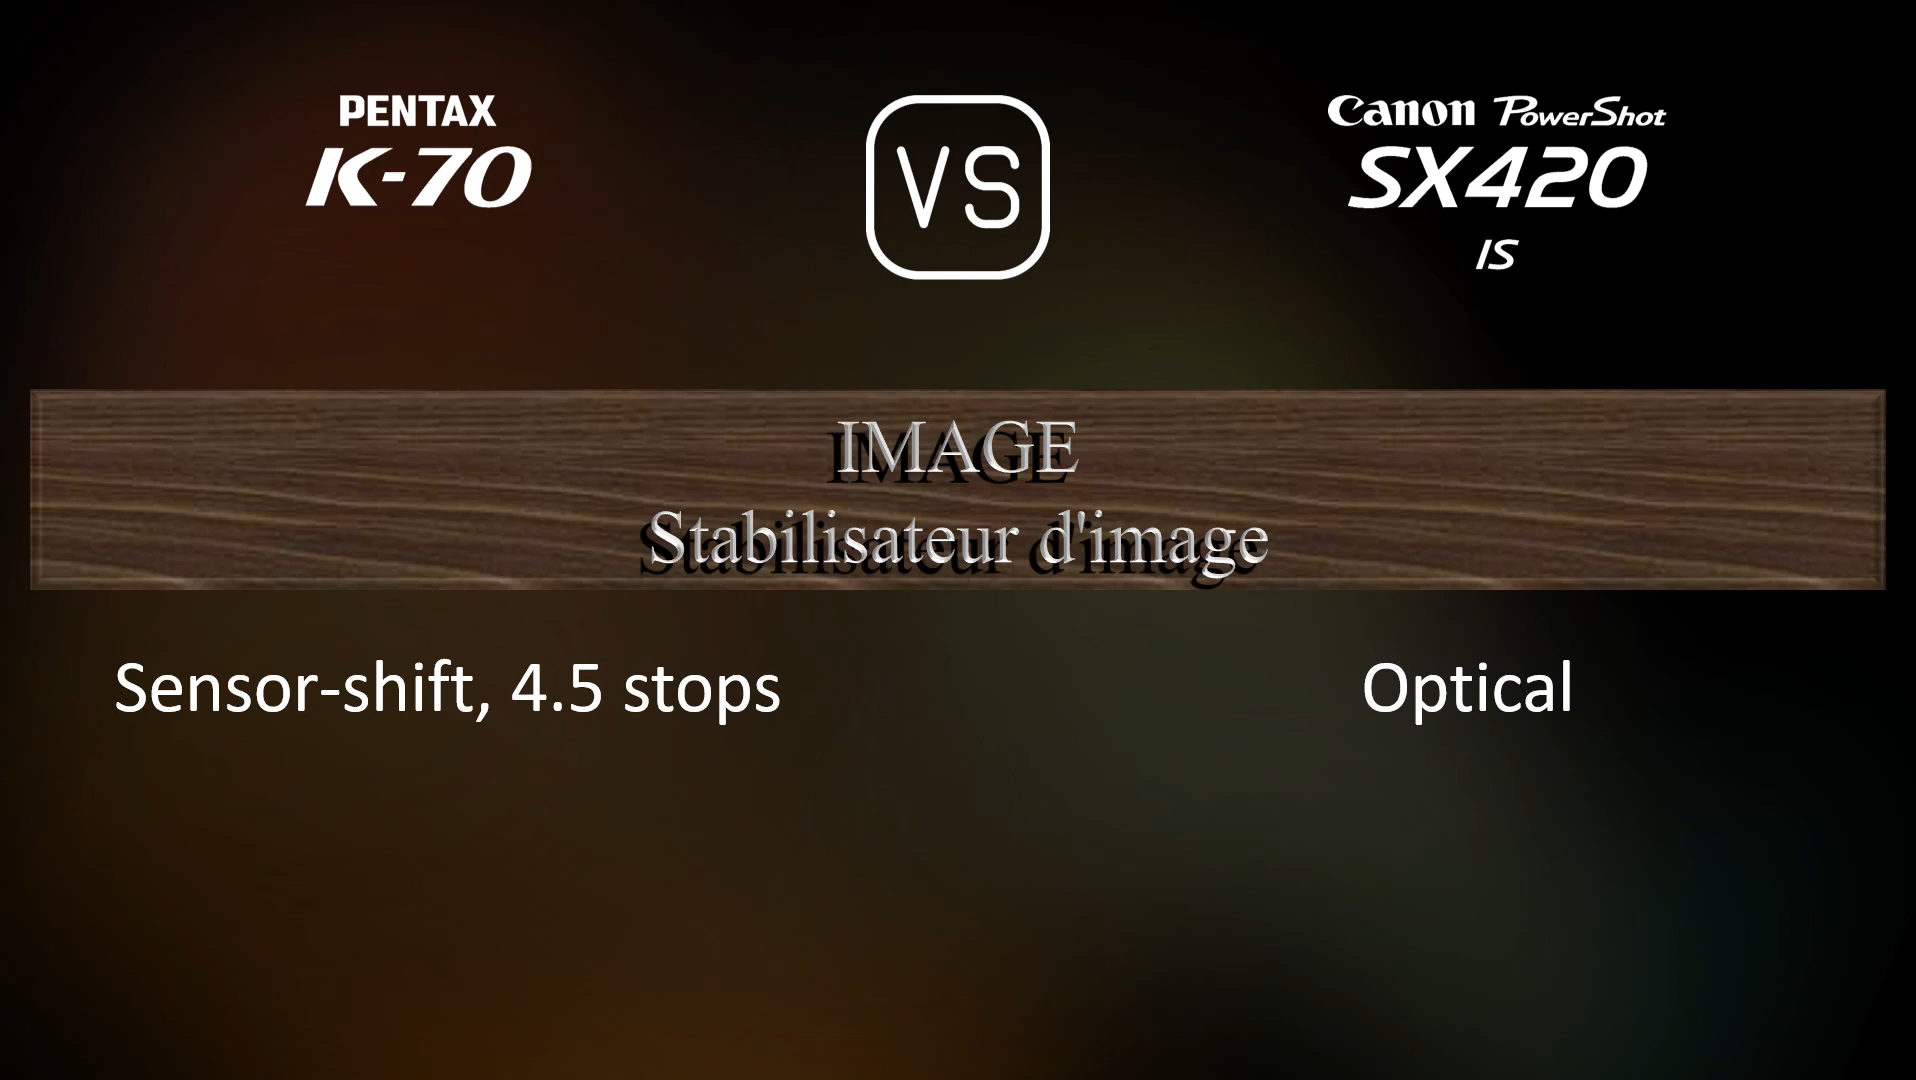 PENTAX
K-70
VS
Canon PowerShot
SX420
IS
IMAGE
Stabilisateur d'image
Sensor-shift, 4.5 stops
Optical